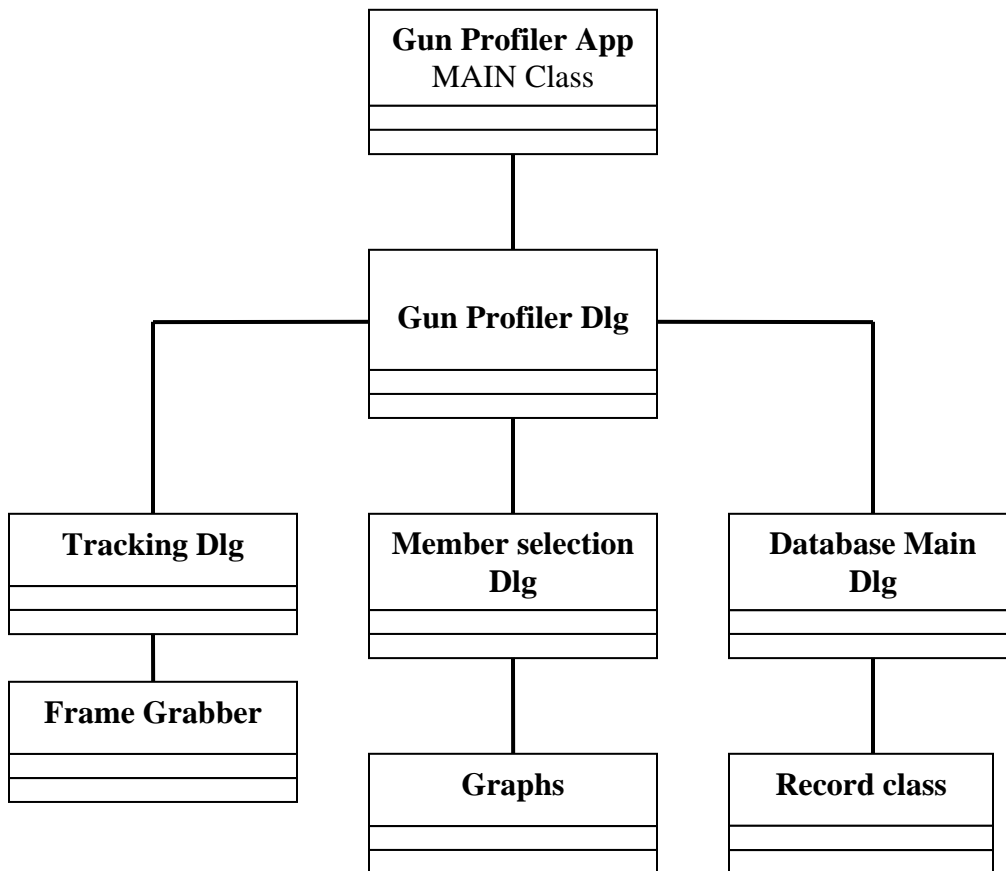 Gun Profiler App
MAIN Class
Gun Profiler Dlg
Tracking Dlg
Member selection
Dlg
Database Main
Dlg
Frame Grabber
Graphs
Record class